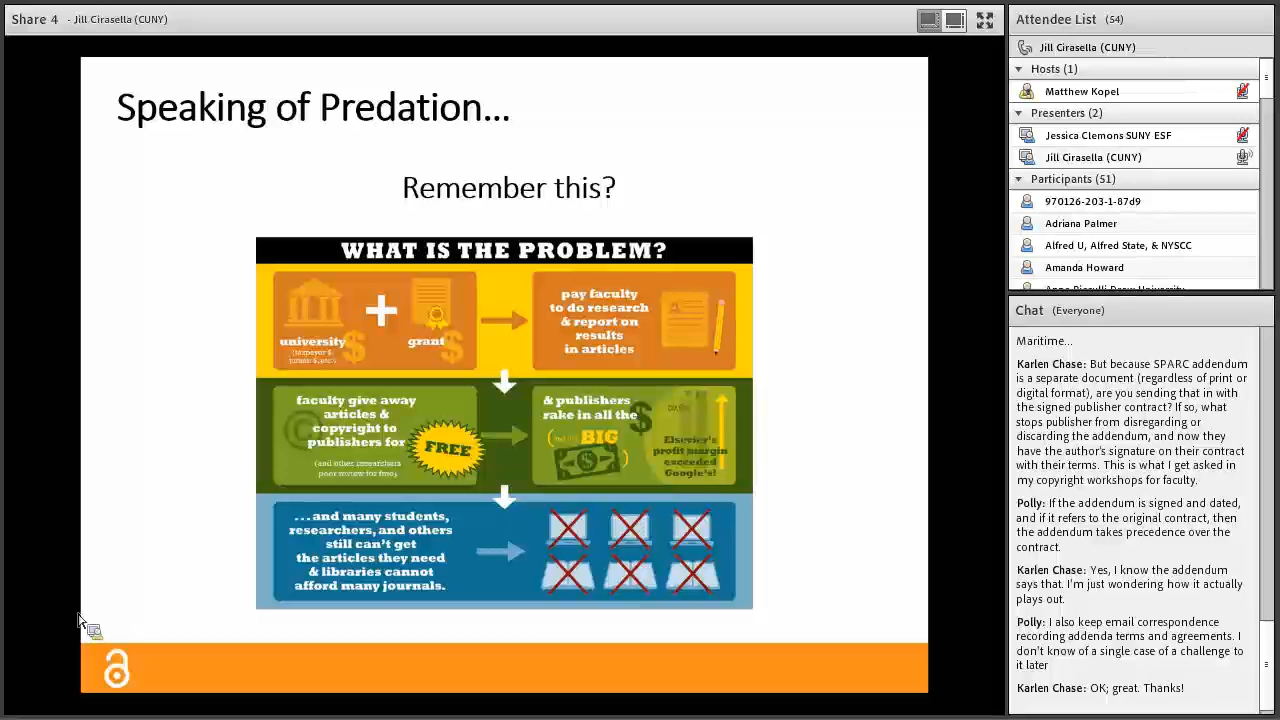 Share 4 - Jill Cirasella (CUNY)
Speaking of Predation...
Remember this?
WHAT IS THE PROBLEM?
university
grant
pay faculty
to do research
& report on
results
in articles
faculty give away
articles &
copyright to
publishers for
FREE
(and other researchers
peer review for free)
& publishers
rake in all the
BIG
Elsevier's
profit margin
exceeded
Google's!
...and many students,
researchers, and others
still can't get
the articles they need
& libraries cannot
afford many journals.
Attendee List (54)
Jill Cirasella (CUNY)
Hosts (1)
Matthew Kopel
Presenters (2)
Jessica Clemons SUNY ESF
Jill Cirasella (CUNY)
Participants (51)
970126-203-1-87d9
Adriana Palmer
Alfred U, Alfred State, & NYSCC
Amanda Howard
Chat (Everyone)
Maritime...
Karlen Chase: But because SPARC addendum
is a separate document (regardless of print or
digital format), are you sending that in with
the signed publisher contract? If so, what
stops publisher from disregarding or
discarding the addendum, and now they
have the author's signature on their contract
with their terms. That's what I get asked in
my copyright workshops for faculty.
Polly: If the addendum is signed and dated,
and if it refers to the original contract, then
the addendum takes precedence over the
contract.
Karlen Chase: Yes, I know the addendum
says that. I'm just wondering how it actually
plays out.
Polly: I also keep email correspondence
recording addenda terms and agreements. I
don't know of a single case of a challenge to
it later
Karlen Chase: OK; great. Thanks!